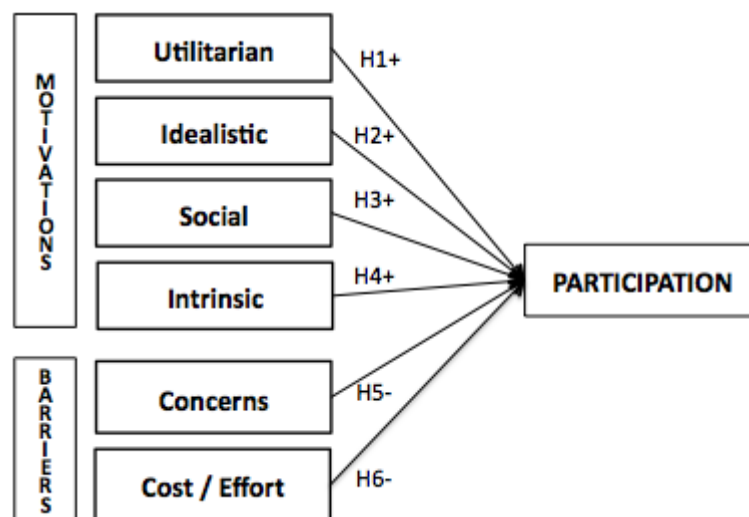 MOTIVATIONS
Utilitarian
H1+
Idealistic
H2+
Social
H3+
Intrinsic
H4+
PARTICIPATION
BARRIERS
Concerns
H5-
Cost / Effort
H6-